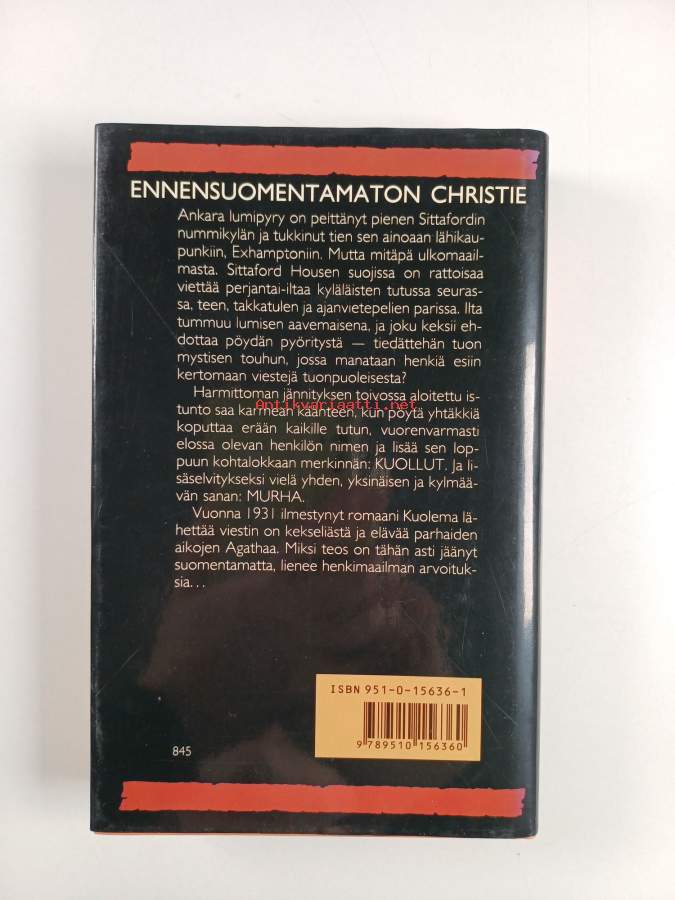 ENNENSUOMENTAMATON CHRISTIE
Ankara lumipyry on peittänyt pienen Sittafordin
nummikylän ja tukkinut tien sen ainoaan lähikau-
punkiin, Exhamptoniin. Mutta mitäpä ulkomaail-
masta. Sittaford Housen suojissa on rattoisaa
viettää perjantai-iltaa kyläläisten tutussa seuras-
sa, teen, takkatulen ja ajanvietepelien parissa. Ilta
tummuu lumisen aavemaisena, ja joku keksii eh-
dottaa pöydän pyöritystä — tiedättehän tuon
mystisen touhun, jossa manataan henkiä esiin
kertomaan viestejä tuonpuoleisesta?
Harmittoman jännityksen toivossa aloitettu is-
Antikvariaatti.net
tunto saa karmean käänteen, kun pöytä yhtäkkiä
koputtaa erään kaikille tutun, vuorenvarmasti
elossa olevan henkilön nimen ja lisää sen lop-
puun kohtalokkaan merkinnän: KUOLLUT. Ja li-
säselvitykseksi vielä yhden, yksinäisen ja kylmää-
vän sanan: MURHA.
Vuonna 1931 ilmestynyt romaani Kuolema lä-
hettää viestin on kekseliästä ja elävää parhaiden
aikojen Agathaa. Miksi teos on tähän asti jäänyt
suomentamatta, lienee henkimaailman arvoituk-
sia...
ISBN 951-0-15636-1
9 789510 156360
845